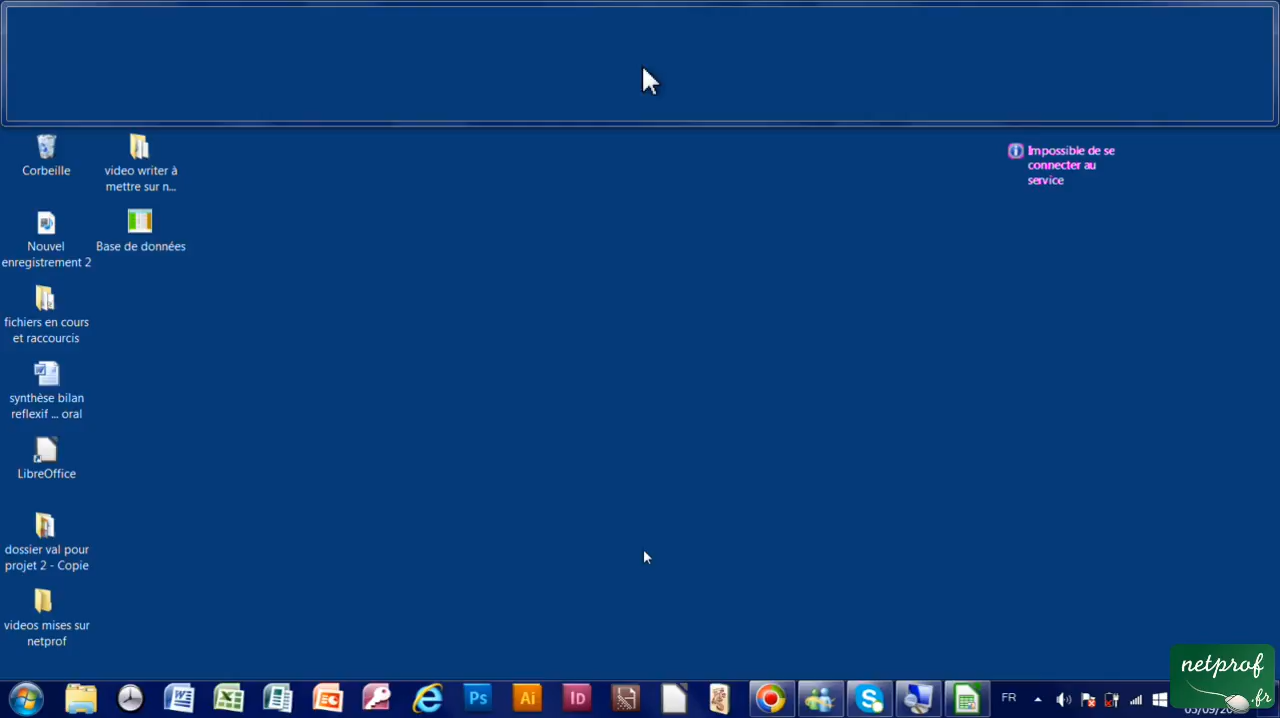 Impossible de se
connecter au
service
Corbeille
video writer à
mettre sur n...
Nouvel
enregistrement 2
Base de données
fichiers en cours
et raccourcis
synthèse bilan
reflexif ... oral
LibreOffice
dossier val pour
projet 2 - Copie
videos mises sur
netprof
Ps
Ai
Id
FR
netprof
.fr